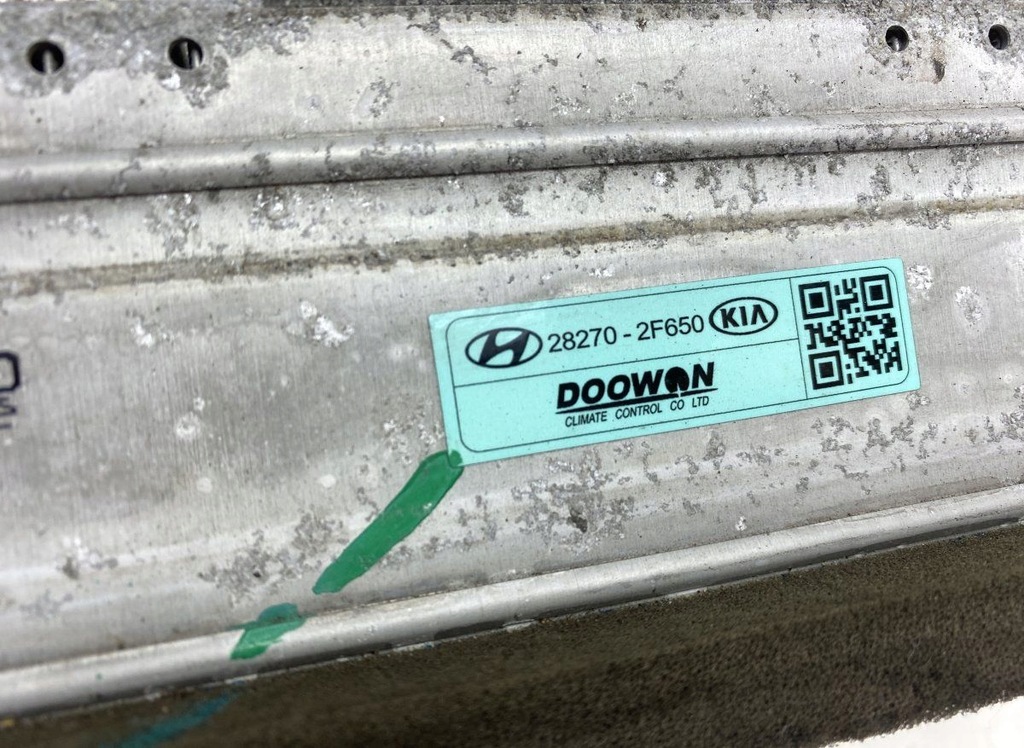 28270 - 2F650 KIA
DOOWON
CLIMATE CONTROL CO LTD